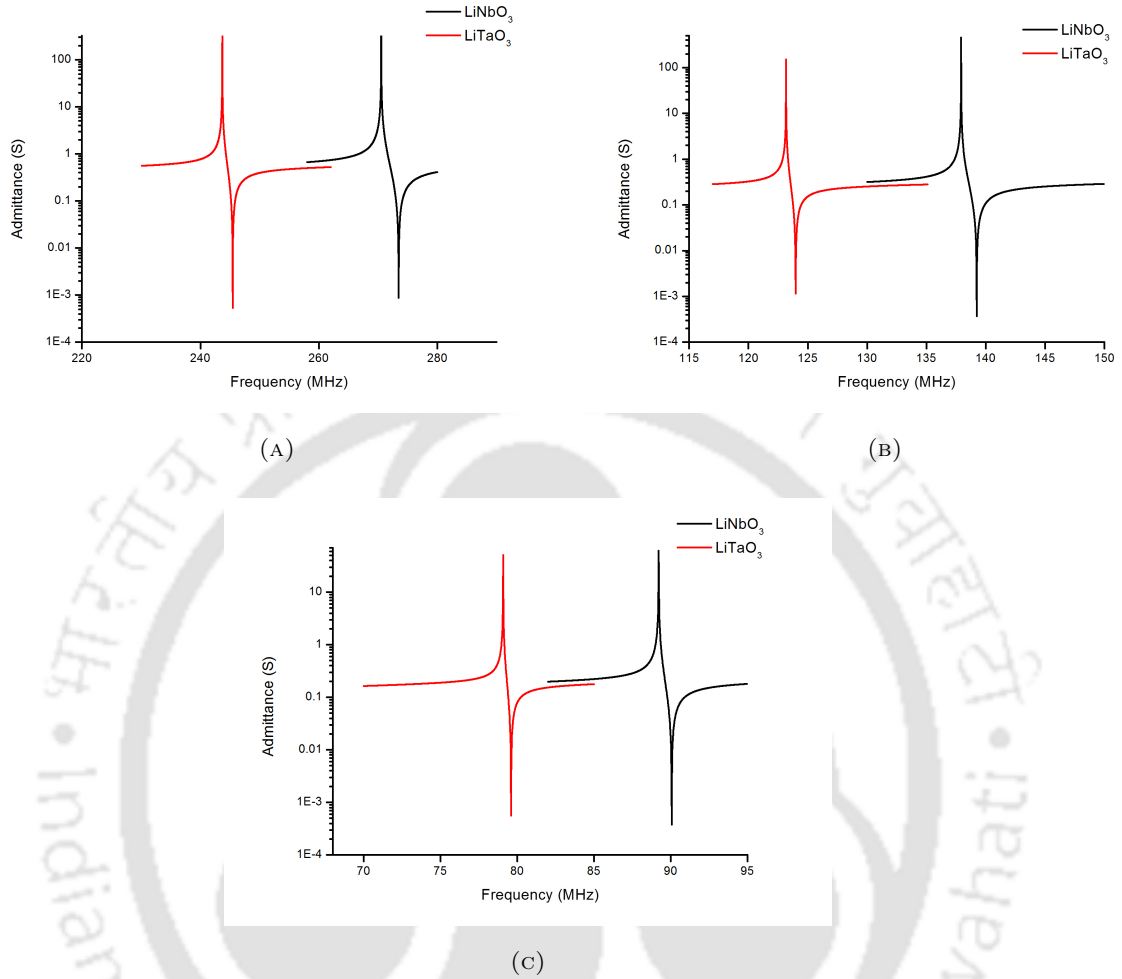 LiNbO3
LiTaO3
100
10
1
0.1
0.01
1E-3
1E-4
220
240
260
280
Admittance (S)
Frequency (MHz)
(A)
LiNbO3
LiTaO3
100
10
1
0.1
0.01
1E-3
1E-4
115
120
125
130
135
140
145
150
Admittance (S)
Frequency (MHz)
(B)
LiNbO3
LiTaO3
10
1
0.1
0.01
1E-3
1E-4
70
75
80
85
90
95
Admittance (S)
Frequency (MHz)
(C)
भारतीय
Indian
wahati